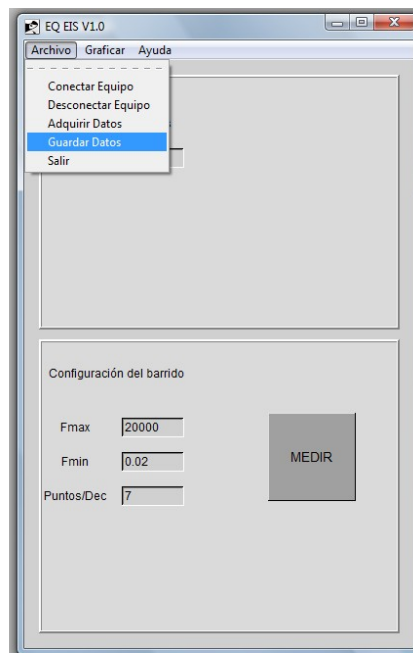 EQ EIS V1.0
Archivo Graficar Ayuda
Conectar Equipo
Desconectar Equipo
Adquirir Datos
Guardar Datos
Salir
Configuración del barrido
Fmax 20000
Fmin 0.02
MEDIR
Puntos/Dec 7